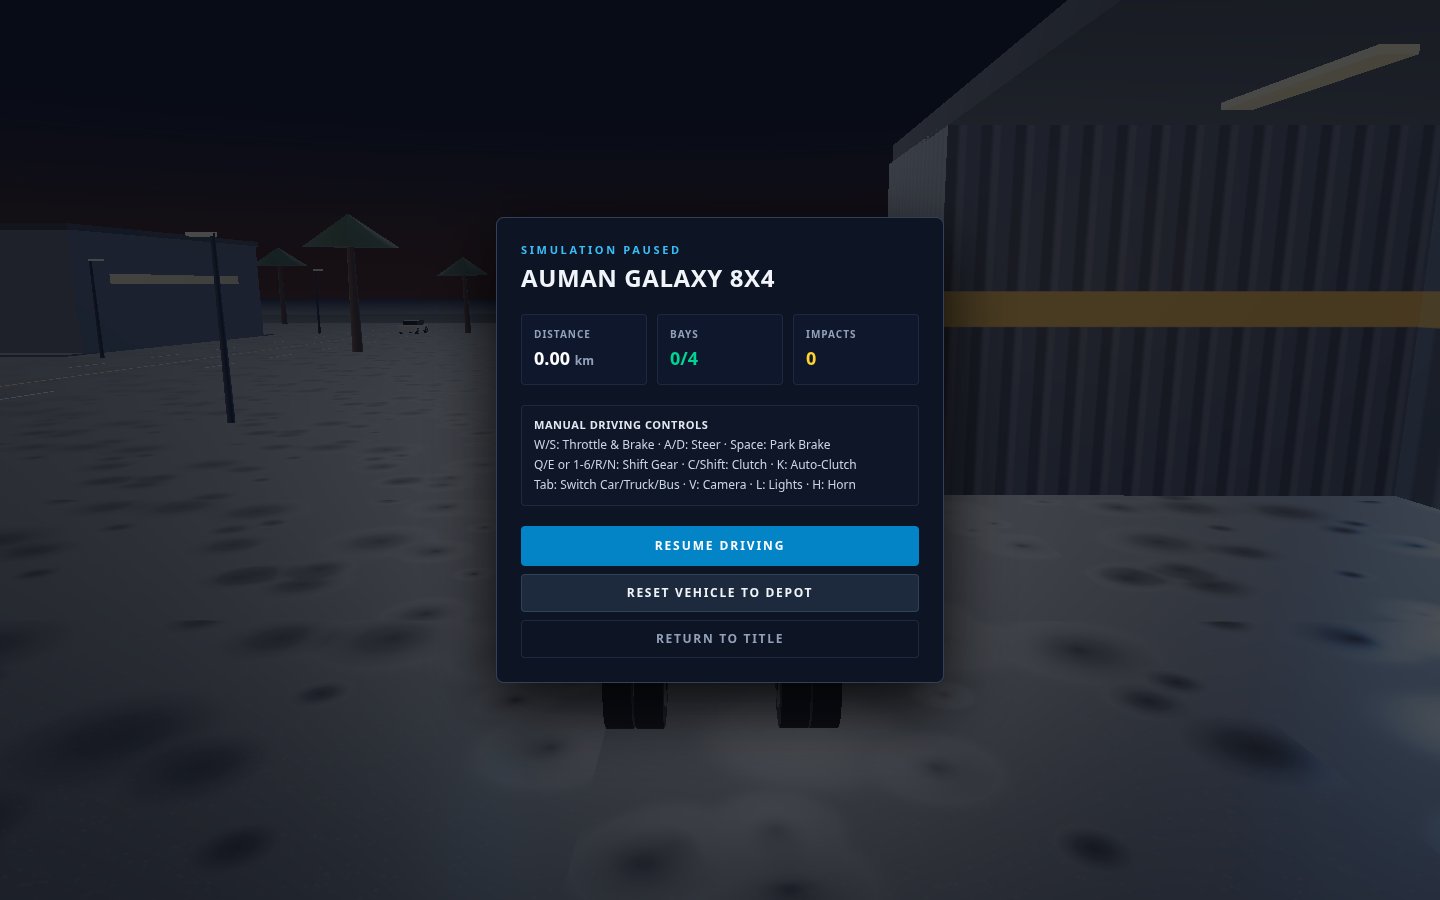 SIMULATION PAUSED
AUMAN GALAXY 8X4
DISTANCE
0.00 km
BAYS
0/4
IMPACTS
0
MANUAL DRIVING CONTROLS
W/S: Throttle & Brake · A/D: Steer · Space: Park Brake
Q/E or 1-6/R/N: Shift Gear · C/Shift: Clutch · K: Auto-Clutch
Tab: Switch Car/Truck/Bus · V: Camera · L: Lights · H: Horn
RESUME DRIVING
RESET VEHICLE TO DEPOT
RETURN TO TITLE